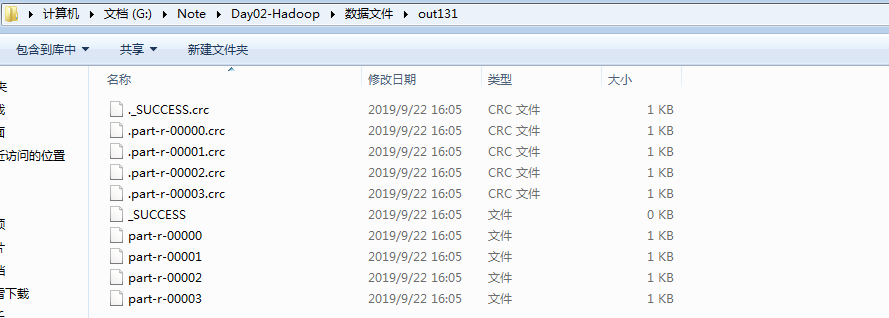 计算机 文档 (G:) Note Day02-Hadoop 数据文件 out131
包含到库中 共享 新建文件夹
名称 修改日期 类型 大小
._SUCCESS.crc 2019/9/22 16:05 CRC 文件 1 KB
.part-r-00000.crc 2019/9/22 16:05 CRC 文件 1 KB
.part-r-00001.crc 2019/9/22 16:05 CRC 文件 1 KB
.part-r-00002.crc 2019/9/22 16:05 CRC 文件 1 KB
.part-r-00003.crc 2019/9/22 16:05 CRC 文件 1 KB
_SUCCESS 2019/9/22 16:05 文件 0 KB
part-r-00000 2019/9/22 16:05 文件 1 KB
part-r-00001 2019/9/22 16:05 文件 1 KB
part-r-00002 2019/9/22 16:05 文件 1 KB
part-r-00003 2019/9/22 16:05 文件 1 KB
夹
面
近访问的位置
片
雷下载